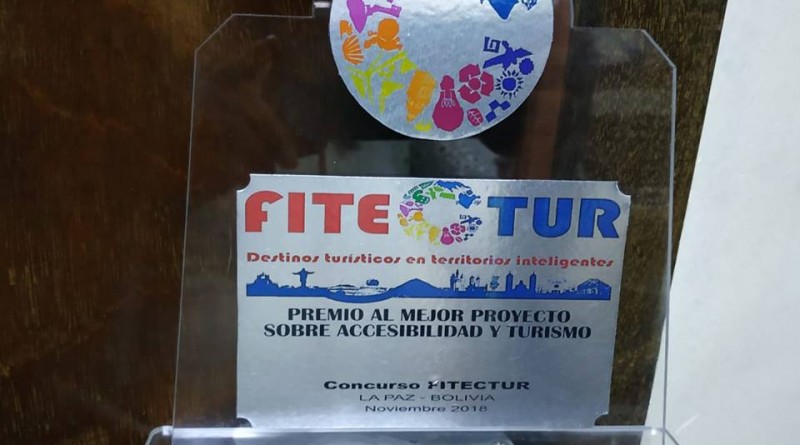 FITECTUR
Destinos turísticos en territorios inteligentes
PREMIO AL MEJOR PROYECTO
SOBRE ACCESIBILIDAD Y TURISMO
Concurso FITECTUR
LA PAZ - BOLIVIA
Noviembre 2018